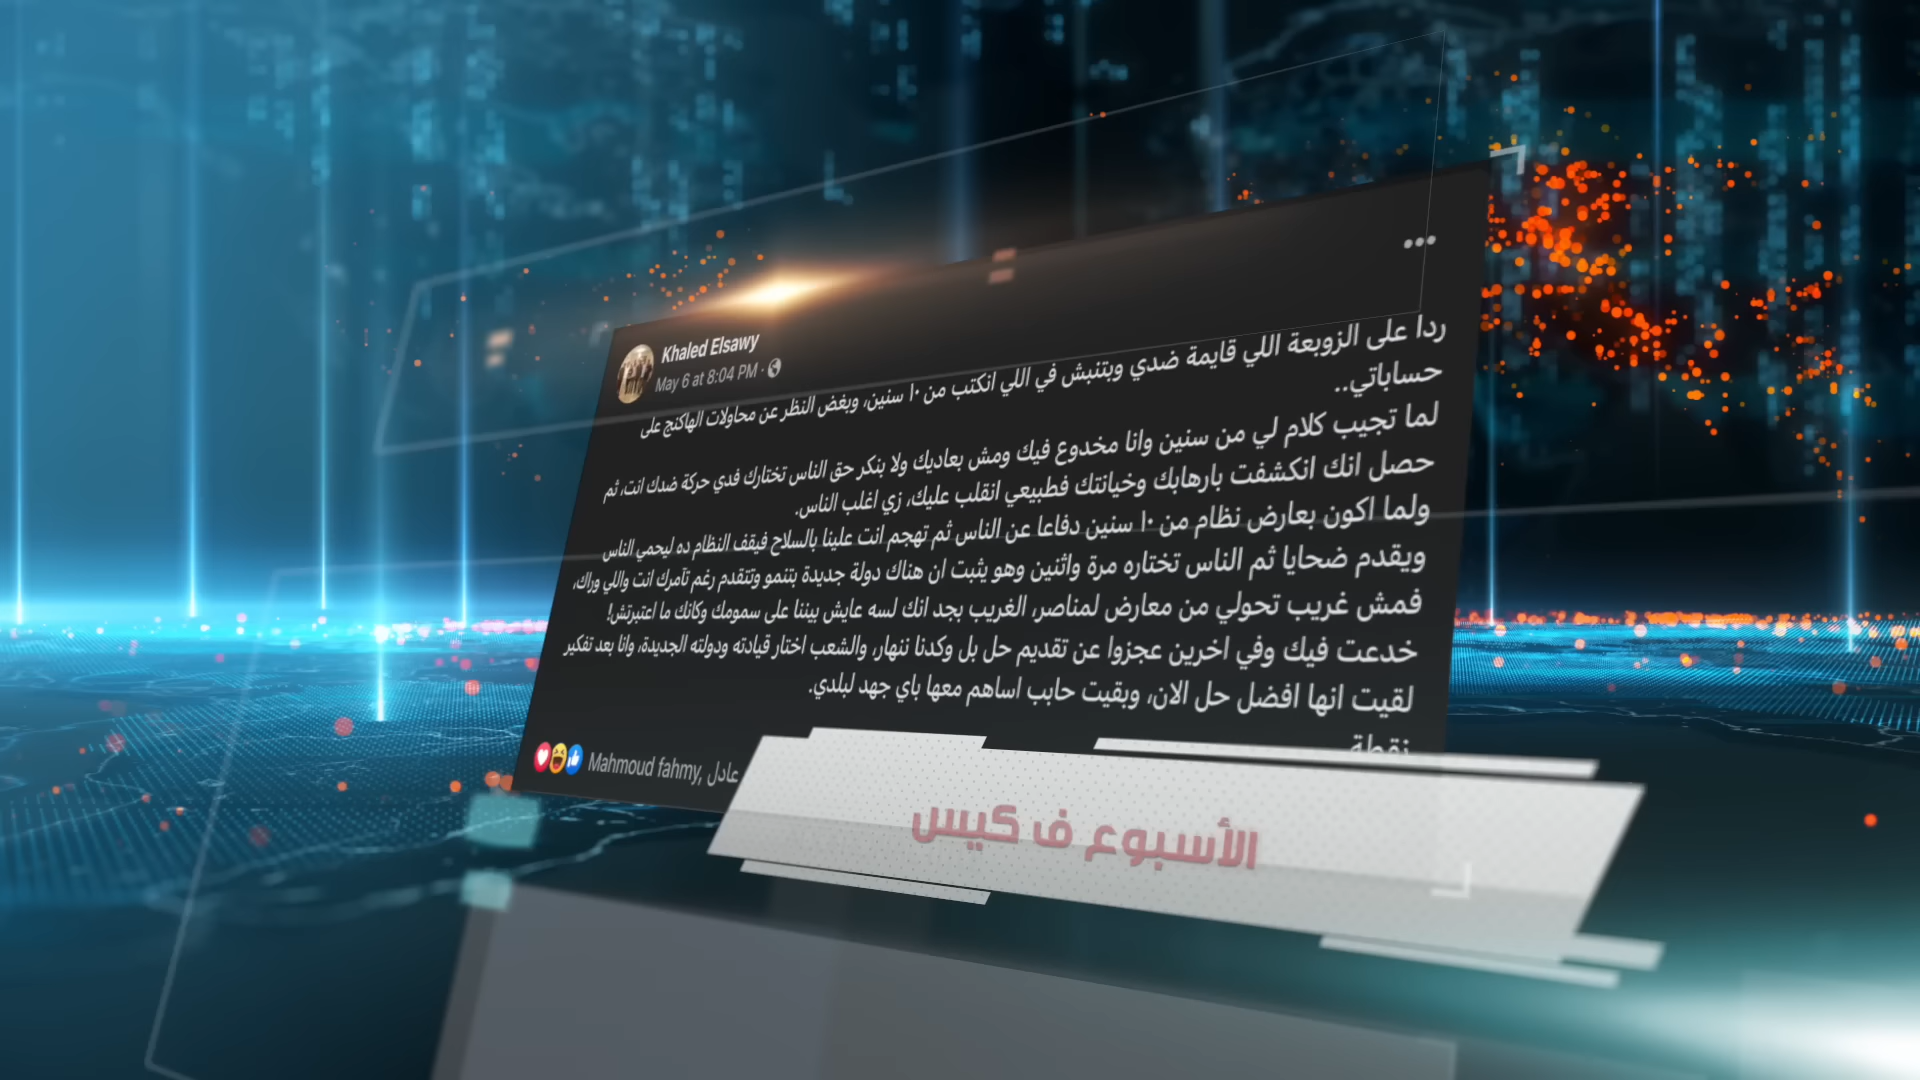 Khaled Elsawy
May 6 at 8:04 PM ·
ردا على الزوبعة اللي قايمة ضدي وبتنبش في اللي انكتب من ١٠ سنين، وبغض النظر عن محاولات الهاكنج على
حساباتي..
لما تجيب كلام لي من سنين وانا مخدوع فيك ومش بعاديك ولا بنكر حق الناس تختارك فدي حركة ضدك انت، ثم
حصل انك انكشفت بارهابك وخيانتك فطبيعي انقلب عليك، زي اغلب الناس.
ولما اكون بعارض نظام من ١٠ سنين دفاعا عن الناس ثم تهجم انت علينا بالسلاح فيقف النظام ده ليحمي الناس
ويقدم ضحايا ثم الناس تختاره مرة واثنين وهو يثبت ان هناك دولة جديدة بتنمو وتتقدم رغم تآمرك انت واللي وراك،
فمش غريب تحولي من معارض لمناصر، الغريب بجد انك لسه عايش بيننا على سمومك وكانك ما اعتبرتش!
خدعت فيك وفي اخرين عجزوا عن تقديم حل بل وكدنا ننهار، والشعب اختار قيادته ودولته الجديدة، وانا بعد تفكير
لقيت انها افضل حل الان، وبقيت حابب اساهم معها باي جهد لبلدي.
نقطة
Mahmoud fahmy, عادل
الأسبوع ف كيس